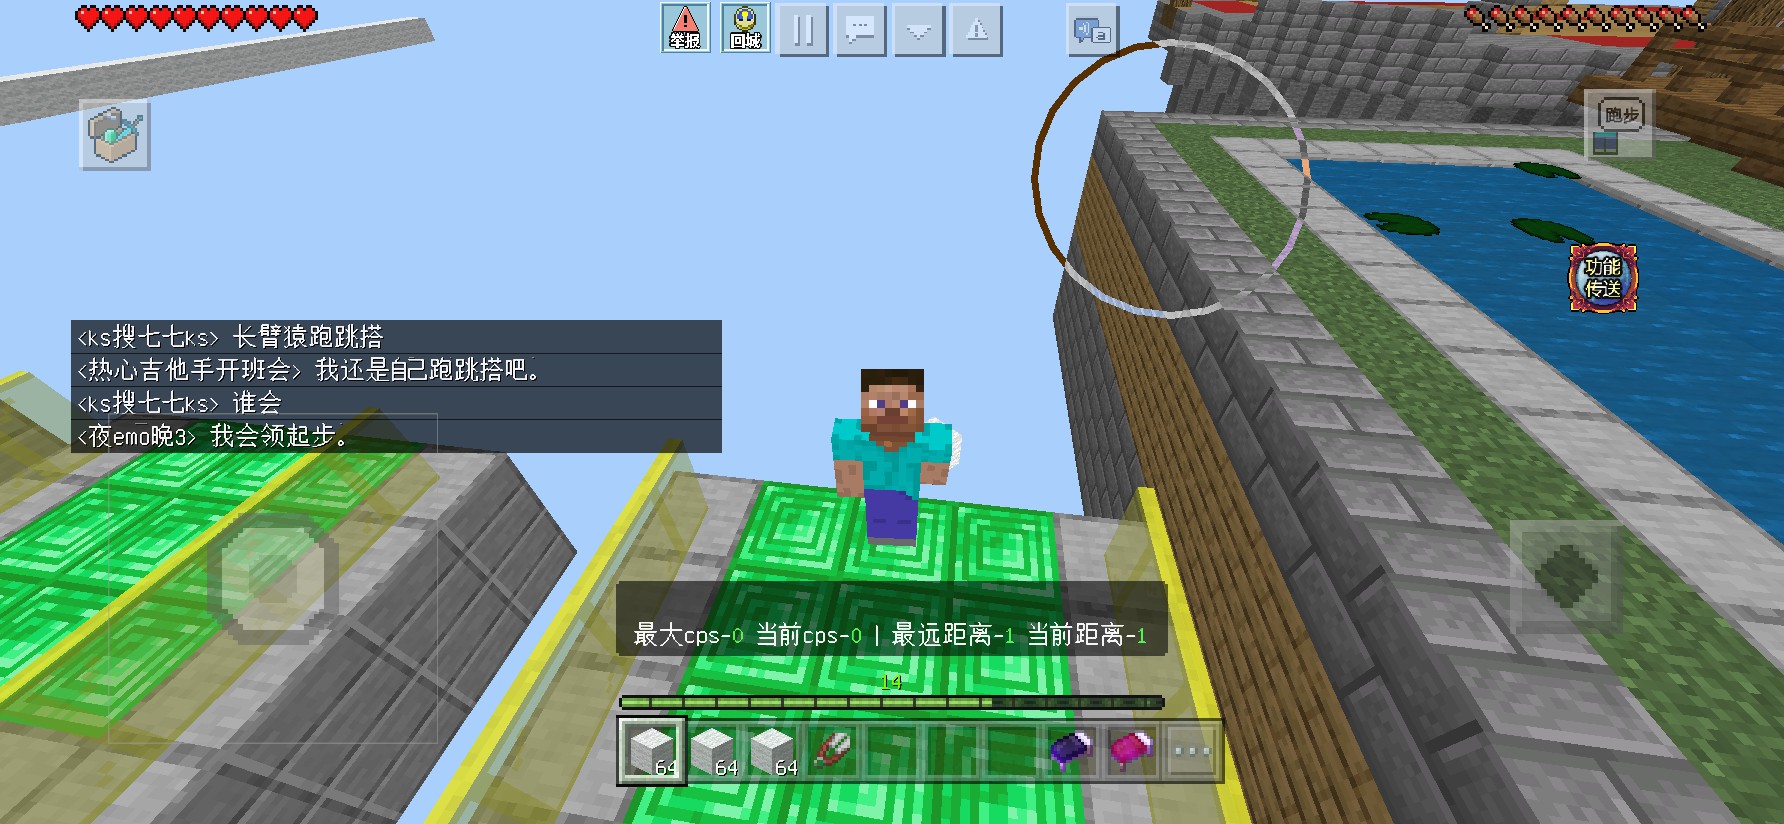 举报
回城
a
跑步
功能
传送
<ks搜七七ks> 长臂猿跑跳搭
<热心吉他手开班会> 我还是自己跑跳搭吧。
<ks搜七七ks> 谁会
<夜emo晚3> 我会领起步。
最大cps-0 当前cps-0 | 最远距离-1 当前距离-1
14
64
64
64